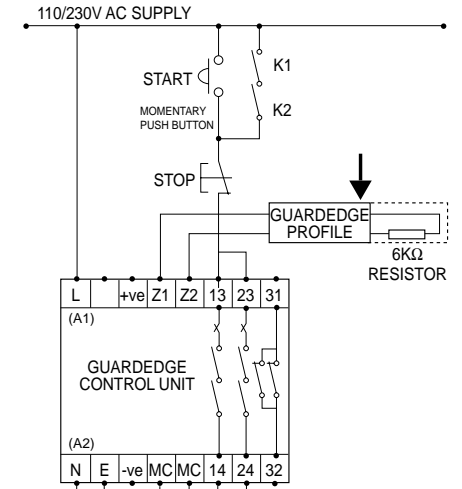 110/230V AC SUPPLY
START
K1
MOMENTARY
PUSH BUTTON
K2
STOP
GUARDEDGE
PROFILE
6KΩ
RESISTOR
L +ve Z1 Z2 13 23 31
(A1)
GUARDEDGE
CONTROL UNIT
(A2)
N E -ve MC MC 14 24 32